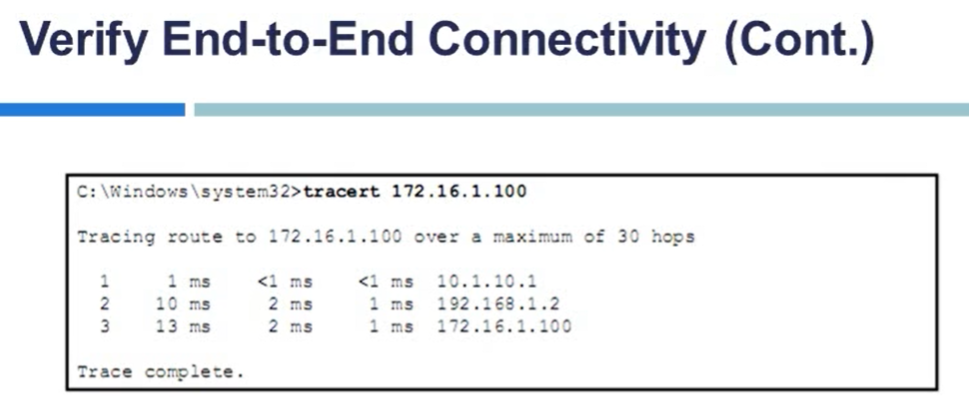 Verify End-to-End Connectivity (Cont.)
C:\Windows\system32>tracert 172.16.1.100
Tracing route to 172.16.1.100 over a maximum of 30 hops
1 1 ms <1 ms <1 ms 10.1.10.1
2 10 ms 2 ms 1 ms 192.168.1.2
3 13 ms 2 ms 1 ms 172.16.1.100
Trace complete.